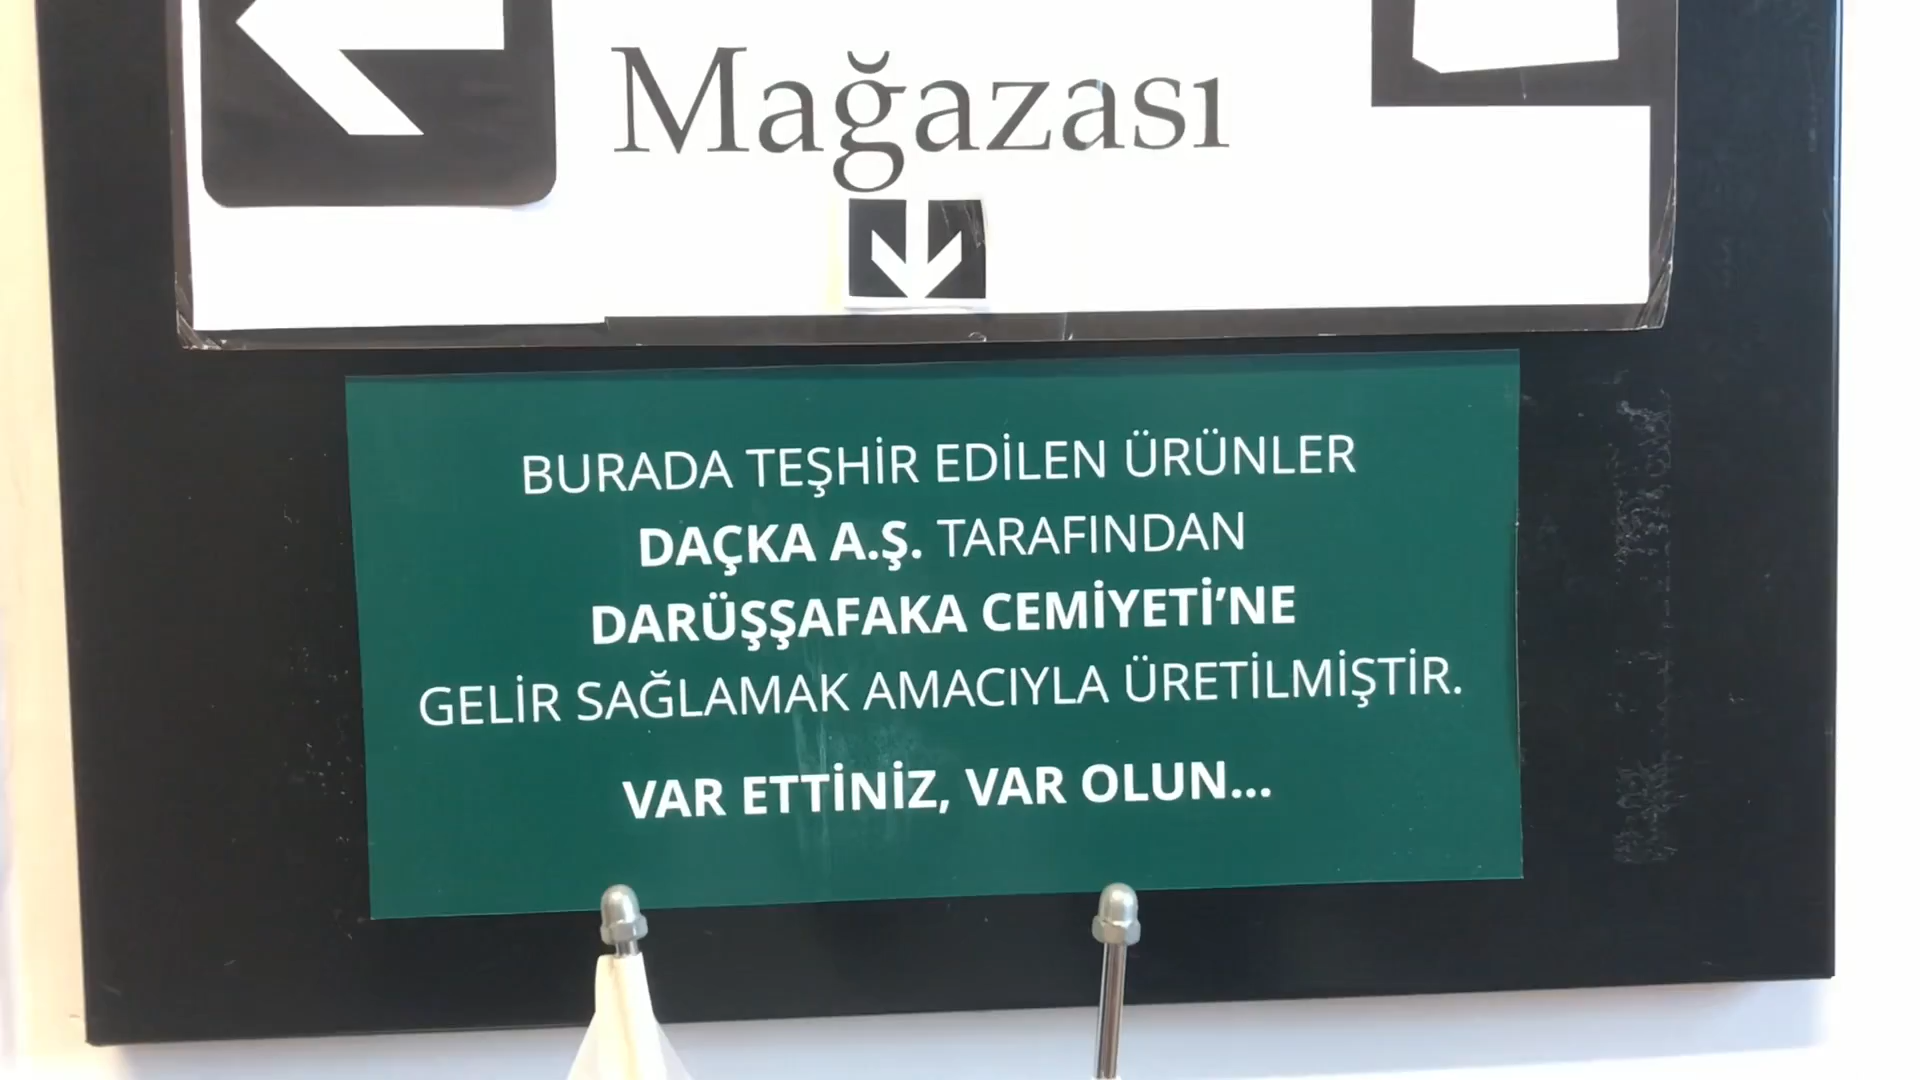 Mağazası
BURADA TEŞHİR EDİLEN ÜRÜNLER
DAÇKA A.Ş. TARAFINDAN
DARÜŞŞAFAKA CEMİYETİ’NE
GELİR SAĞLAMAK AMACIYLA ÜRETİLMİŞTİR.
VAR ETTİNİZ, VAR OLUN...